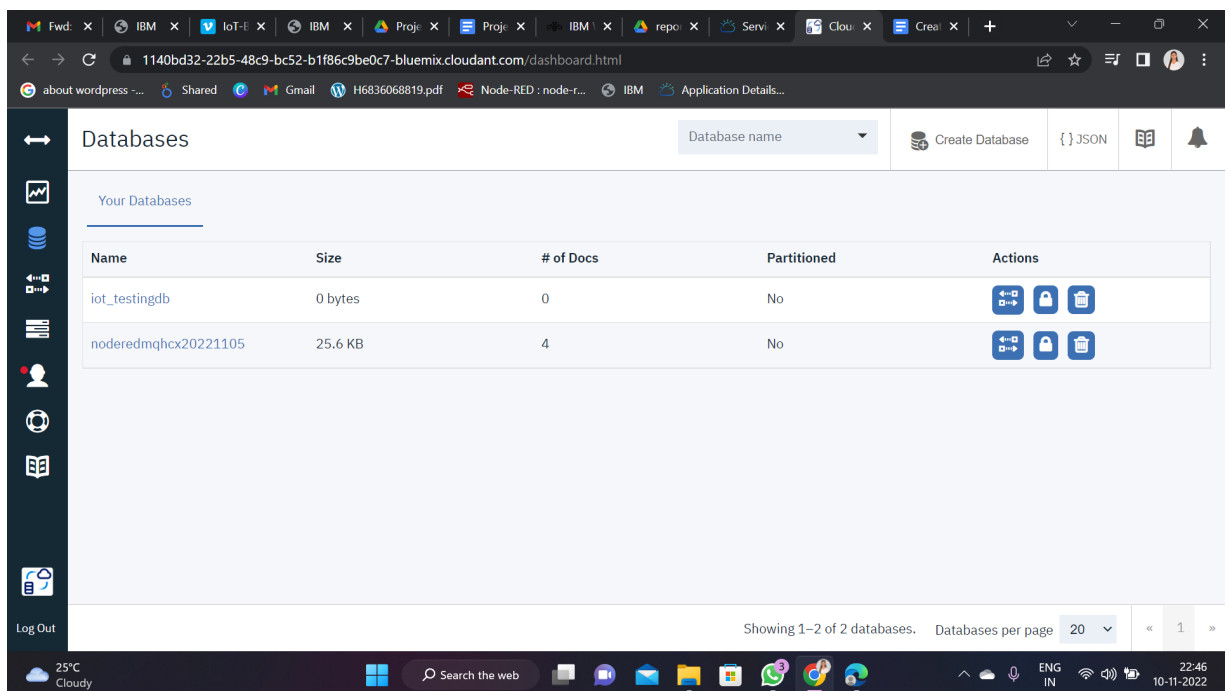 Fwd: IBM IoT-B IBM Proje Proje IBM repo Servi Clou Creat
1140bd32-22b5-48c9-bc52-b1f86c9be0c7-bluemix.cloudant.com/dashboard.html
about wordpress -... Shared Gmail H6836068819.pdf Node-RED : node-r... IBM Application Details...
Databases Database name Create Database { } JSON
Your Databases
Name Size # of Docs Partitioned Actions
iot_testingdb 0 bytes 0 No
noderedmqhcx20221105 25.6 KB 4 No
Log Out
Showing 1–2 of 2 databases. Databases per page 20 « 1 »
25°C
Cloudy
Search the web
3
ENG
IN
22:46
10-11-2022